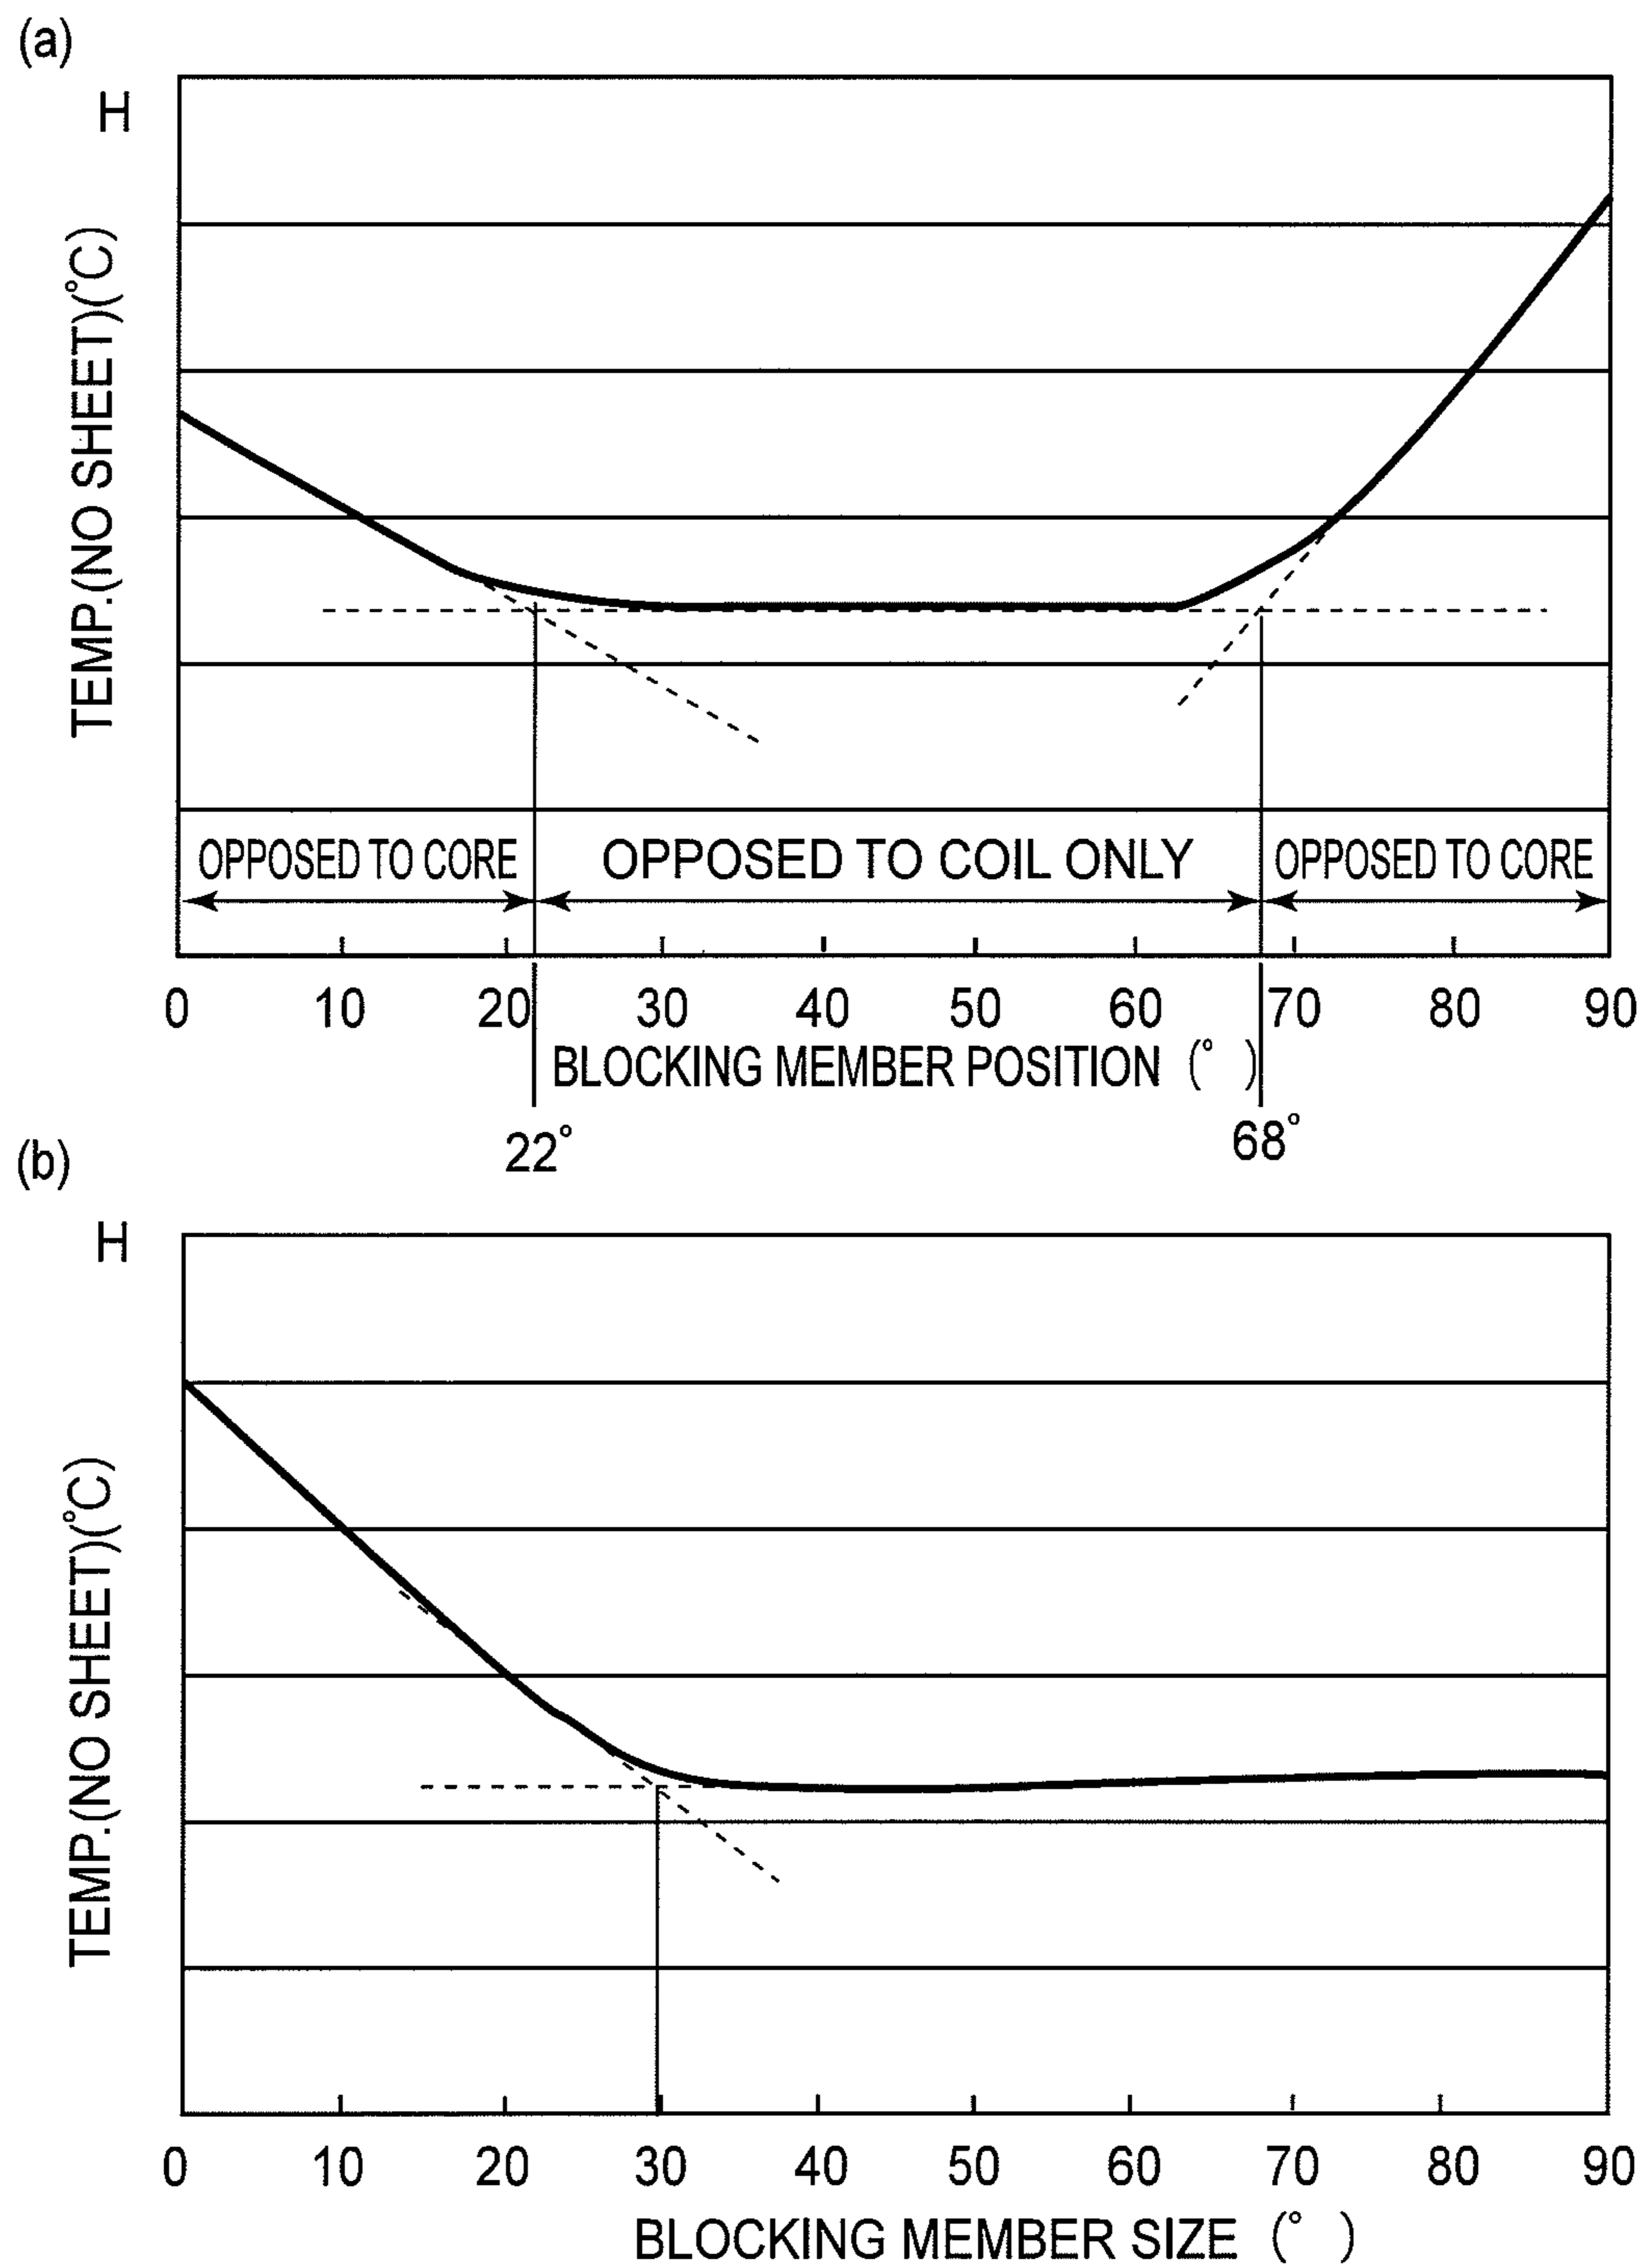 (a)
H
TEMP.(NO SHEET)(°C)
OPPOSED TO CORE OPPOSED TO COIL ONLY OPPOSED TO CORE
0 10 20 30 40 50 60 70 80 90
BLOCKING MEMBER POSITION (° )
22° 68°
(b)
H
TEMP.(NO SHEET)(°C)
0 10 20 30 40 50 60 70 80 90
BLOCKING MEMBER SIZE (° )